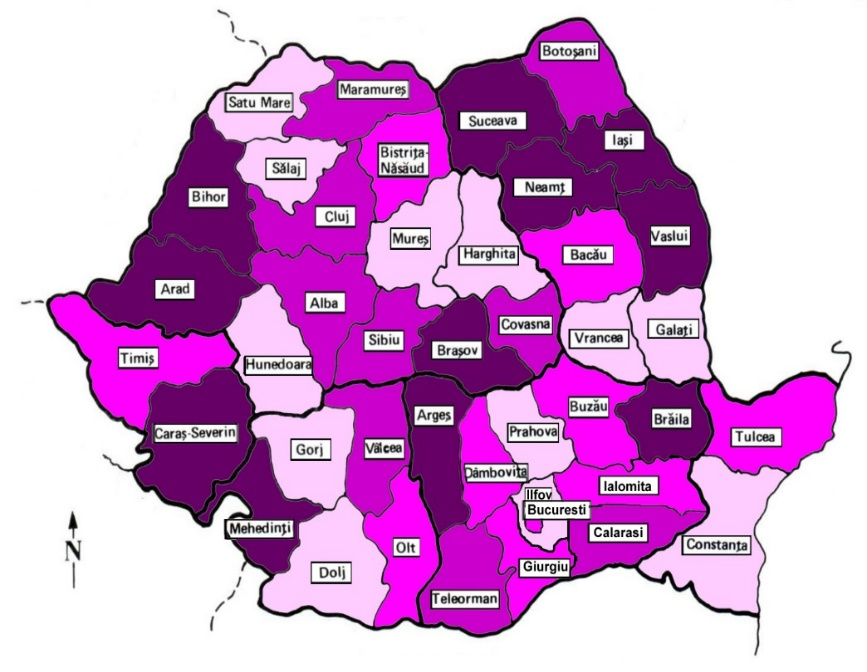 Botoșani
Maramureș
Satu Mare
Suceava
Iași
Bistrița-
Năsăud
Sălaj
Neamț
Bihor
Cluj
Vaslui
Mureș
Harghita
Bacău
Arad
Alba
Covasna
Galați
Sibiu
Vrancea
Brașov
Timiș
Hunedoara
Buzău
Argeș
Brăila
Caraș-Severin
Prahova
Tulcea
Gorj
Vâlcea
Dâmbovița
Ialomita
Ilfov
Bucuresti
Mehedinți
Calarasi
Constanța
Olt
N
Giurgiu
Dolj
Teleorman